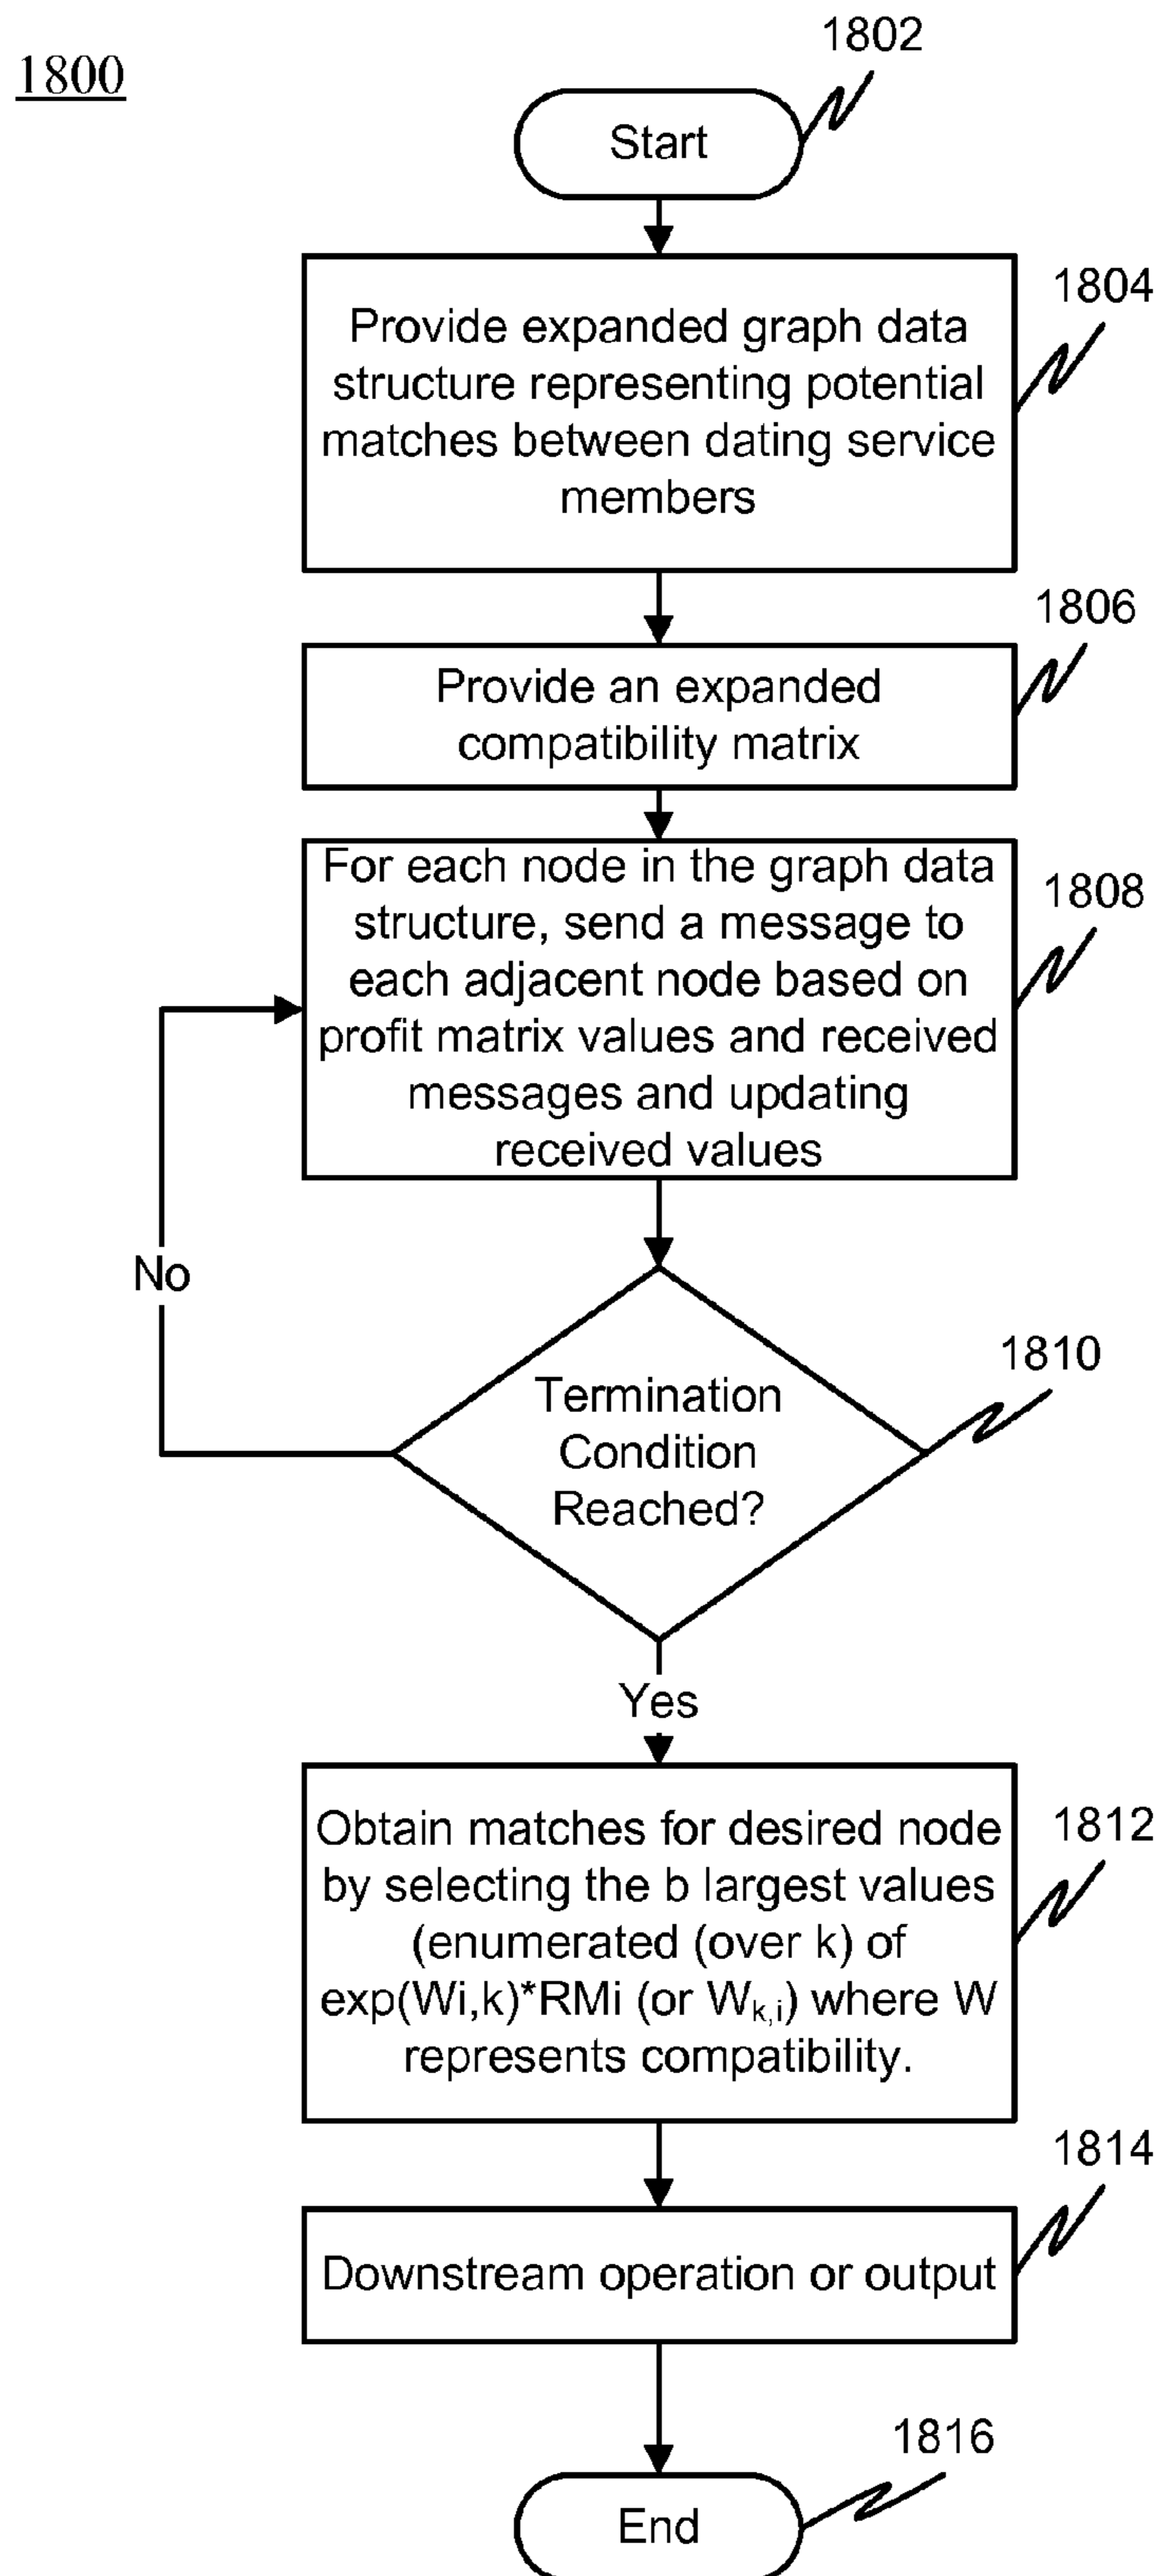 1800
1802
Start
1804
Provide expanded graph data
structure representing potential
matches between dating service
members
1806
Provide an expanded
compatibility matrix
1808
For each node in the graph data
structure, send a message to
each adjacent node based on
profit matrix values and received
messages and updating
received values
No
1810
Termination
Condition
Reached?
Yes
1812
Obtain matches for desired node
by selecting the b largest values
(enumerated (over k) of
exp(Wi,k)*RMi (or Wk,i) where W
represents compatibility.
1814
Downstream operation or output
1816
End